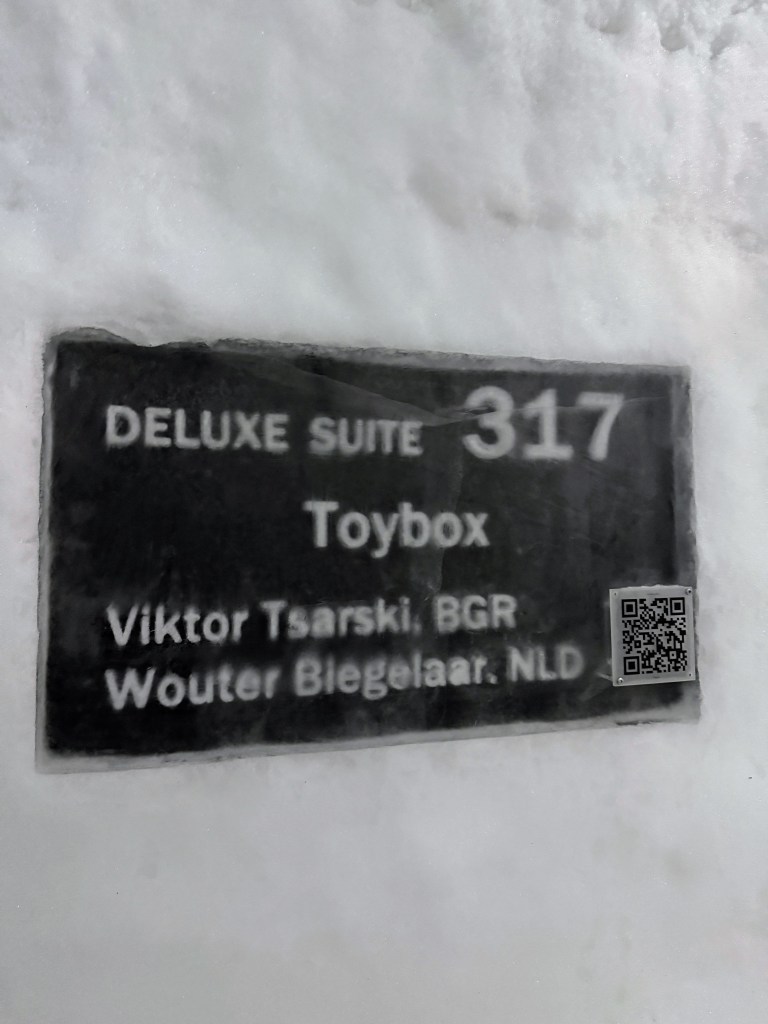 DELUXE SUITE 317
Toybox
Viktor Tsarski, BGR
Wouter Biegelaar, NLD